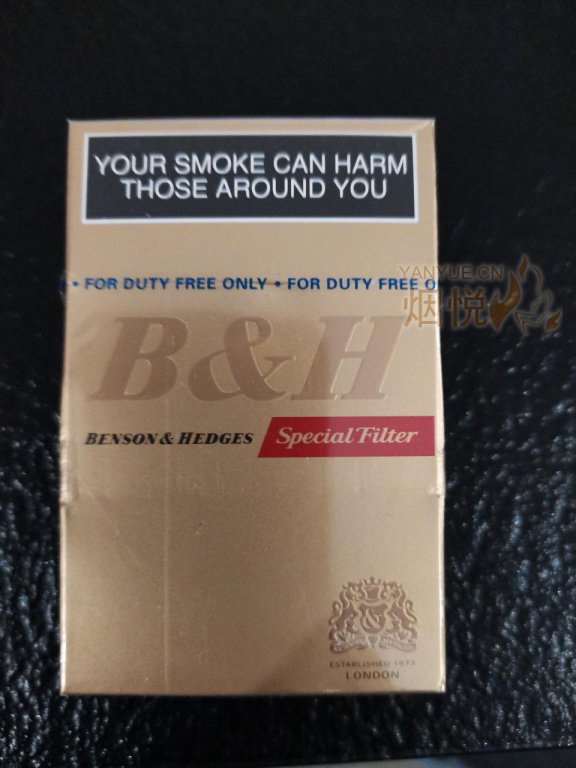 YOUR SMOKE CAN HARM
THOSE AROUND YOU
• FOR DUTY FREE ONLY • FOR DUTY FREE O
YANYUE.CN
烟悦
B&H
BENSON & HEDGES Special Filter
ESTABLISHED 1873
LONDON